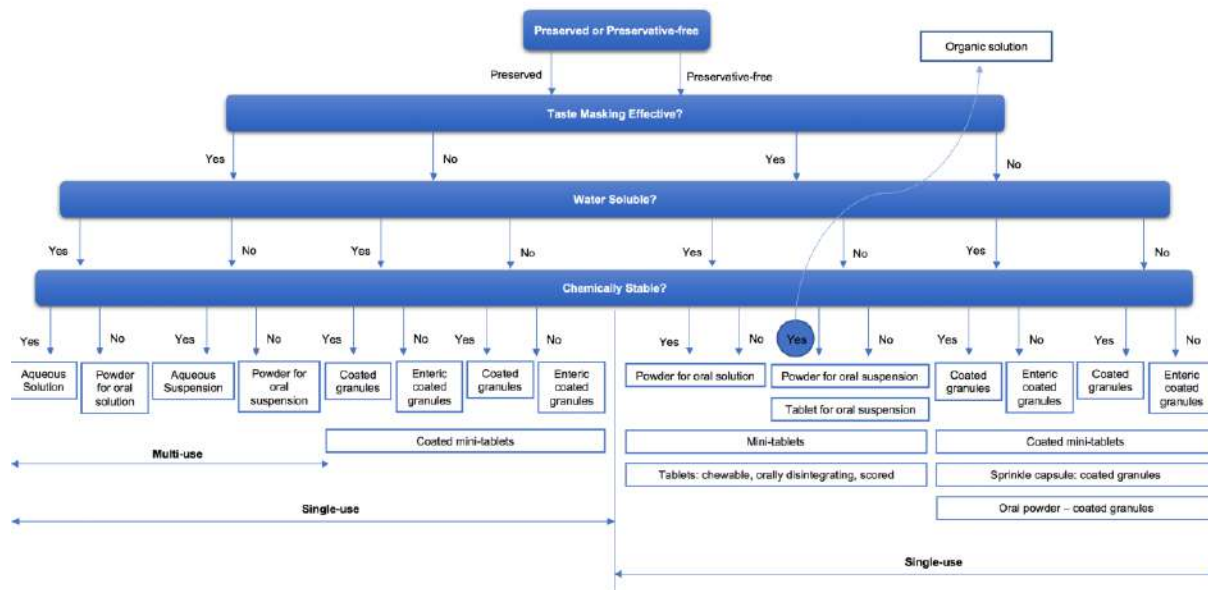 Preserved or Preservative-free
Organic solution
Preserved
Preservative-free
Taste Masking Effective?
Yes
No
Yes
No
Water Soluble?
Yes
No
Yes
No
Yes
No
Yes
No
Chemically Stable?
Yes
No
Yes
No
Yes
No
Yes
No
Yes
No
Yes
No
Yes
No
Yes
No
Aqueous
Solution
Powder
for oral
solution
Aqueous
Suspension
Powder for
oral
suspension
Coated
granules
Enteric
coated
granules
Coated
granules
Enteric
coated
granules
Powder for oral solution
Powder for oral suspension
Coated
granules
Enteric
coated
granules
Coated
granules
Enteric
coated
granules
Tablet for oral suspension
Coated mini-tablets
Mini-tablets
Coated mini-tablets
Multi-use
Tablets: chewable, orally disintegrating, scored
Sprinkle capsule: coated granules
Single-use
Oral powder – coated granules
Single-use